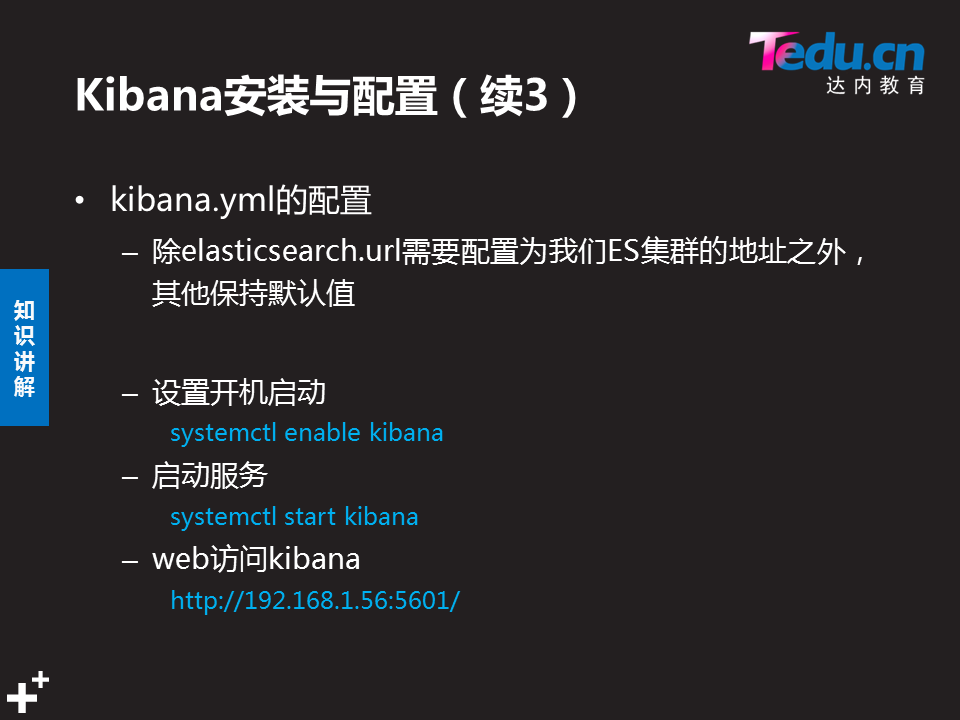 Tedu.cn
达内教育
Kibana安装与配置（续3）
• kibana.yml的配置
– 除elasticsearch.url需要配置为我们ES集群的地址之外，
其他保持默认值
知识讲解
– 设置开机启动
systemctl enable kibana
– 启动服务
systemctl start kibana
– web访问kibana
http://192.168.1.56:5601/